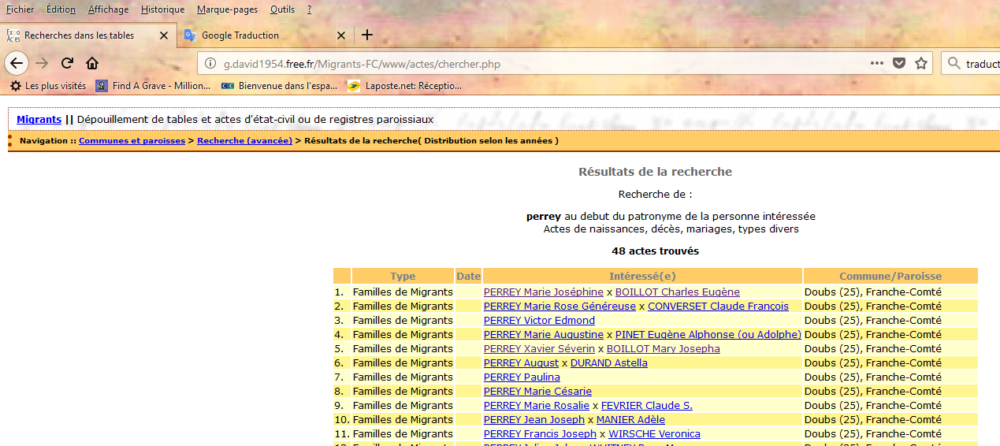 Fichier Édition Affichage Historique Marque-pages Outils ?
Recherches dans les tables Google Traduction
g.david1954.free.fr/Migrants-FC/www/actes/chercher.php traduct
Les plus visités Find A Grave - Million... Bienvenue dans l'espa... Laposte.net: Réceptio...
Migrants || Dépouillement de tables et actes d'état-civil ou de registres paroissiaux
Navigation :: Communes et paroisses > Recherche (avancée) > Résultats de la recherche( Distribution selon les années )
Résultats de la recherche
Recherche de :
perrey au debut du patronyme de la personne intéressée
Actes de naissances, décès, mariages, types divers
48 actes trouvés
Type Date Intéressé(e) Commune/Paroisse
1. Familles de Migrants PERREY Marie Joséphine x BOILLOT Charles Eugène Doubs (25), Franche-Comté
2. Familles de Migrants PERREY Marie Rose Généreuse x CONVERSET Claude François Doubs (25), Franche-Comté
3. Familles de Migrants PERREY Victor Edmond Doubs (25), Franche-Comté
4. Familles de Migrants PERREY Marie Augustine x PINET Eugène Alphonse (ou Adolphe) Doubs (25), Franche-Comté
5. Familles de Migrants PERREY Xavier Séverin x BOILLOT Mary Josepha Doubs (25), Franche-Comté
6. Familles de Migrants PERREY August x DURAND Astella Doubs (25), Franche-Comté
7. Familles de Migrants PERREY Paulina Doubs (25), Franche-Comté
8. Familles de Migrants PERREY Marie Césarie Doubs (25), Franche-Comté
9. Familles de Migrants PERREY Marie Rosalie x FEVRIER Claude S. Doubs (25), Franche-Comté
10. Familles de Migrants PERREY Jean Joseph x MANIER Adèle Doubs (25), Franche-Comté
11. Familles de Migrants PERREY Francis Joseph x WIRSCHE Veronica Doubs (25), Franche-Comté